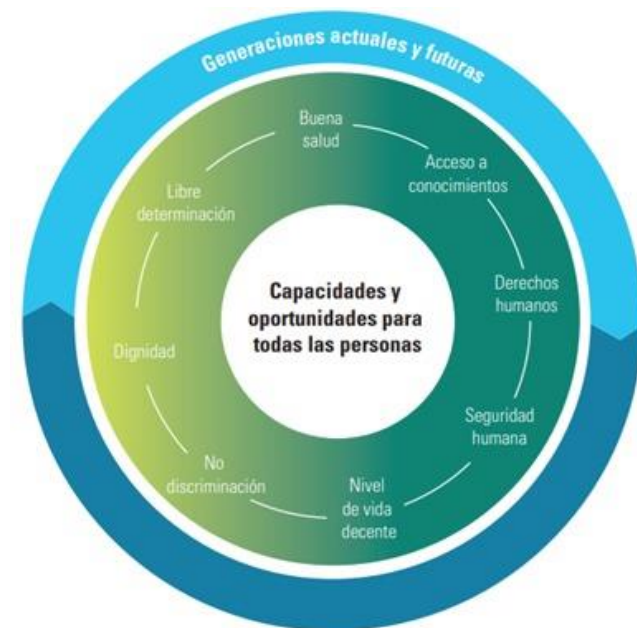 Generaciones actuales y futuras
Buena
salud
Acceso a
conocimientos
Derechos
humanos
Seguridad
humana
Nivel
de vida
decente
No
discriminación
Dignidad
Libre
determinación
Capacidades y
oportunidades para
todas las personas